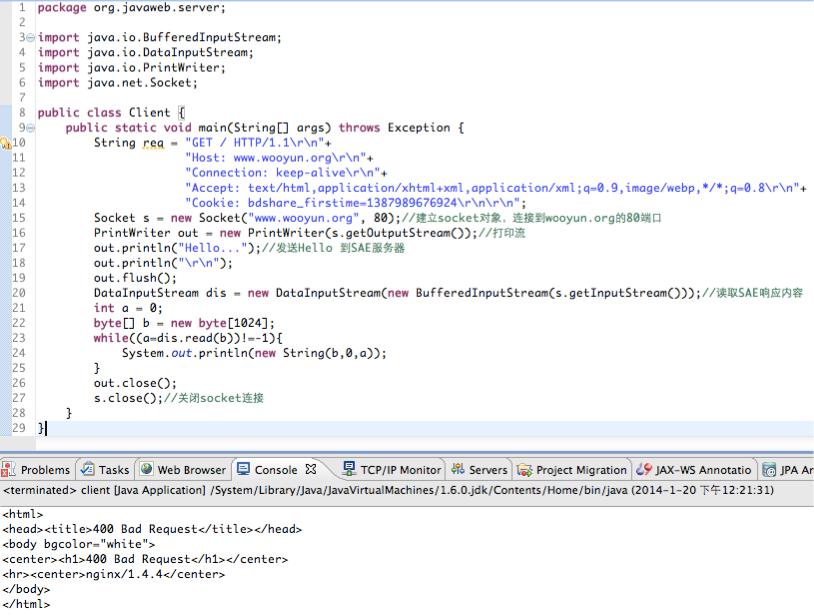 1 package org.javaweb.server;
2
3 import java.io.BufferedInputStream;
4 import java.io.DataInputStream;
5 import java.io.PrintWriter;
6 import java.net.Socket;
7
8 public class Client {
9     public static void main(String[] args) throws Exception {
10         String req = "GET / HTTP/1.1\r\n"+
11                 "Host: www.wooyun.org\r\n"+
12                 "Connection: keep-alive\r\n"+
13                 "Accept: text/html,application/xhtml+xml,application/xml;q=0.9,image/webp,*/*;q=0.8\r\n"+
14                 "Cookie: bdshare_firstime=1387989676924\r\n\r\n";
15         Socket s = new Socket("www.wooyun.org", 80);//建立socket对象，连接到wooyun.org的80端口
16         PrintWriter out = new PrintWriter(s.getOutputStream());//打印流
17         out.println("Hello...");//发送Hello 到SAE服务器
18         out.println("\r\n");
19         out.flush();
20         DataInputStream dis = new DataInputStream(new BufferedInputStream(s.getInputStream()));//读取SAE响应内容
21         int a = 0;
22         byte[] b = new byte[1024];
23         while((a=dis.read(b))!=-1){
24             System.out.println(new String(b,0,a));
25         }
26         out.close();
27         s.close();//关闭socket连接
28     }
29 }
Problems Tasks Web Browser Console TCP/IP Monitor Servers Project Migration JAX-WS Annotatio JPA Ar
<terminated> client [Java Application] /System/Library/Java/JavaVirtualMachines/1.6.0.jdk/Contents/Home/bin/java (2014-1-20 下午12:21:31)
<html>
<head><title>400 Bad Request</title></head>
<body bgcolor="white">
<center><h1>400 Bad Request</h1></center>
<hr><center>nginx/1.4.4</center>
</body>
</html>